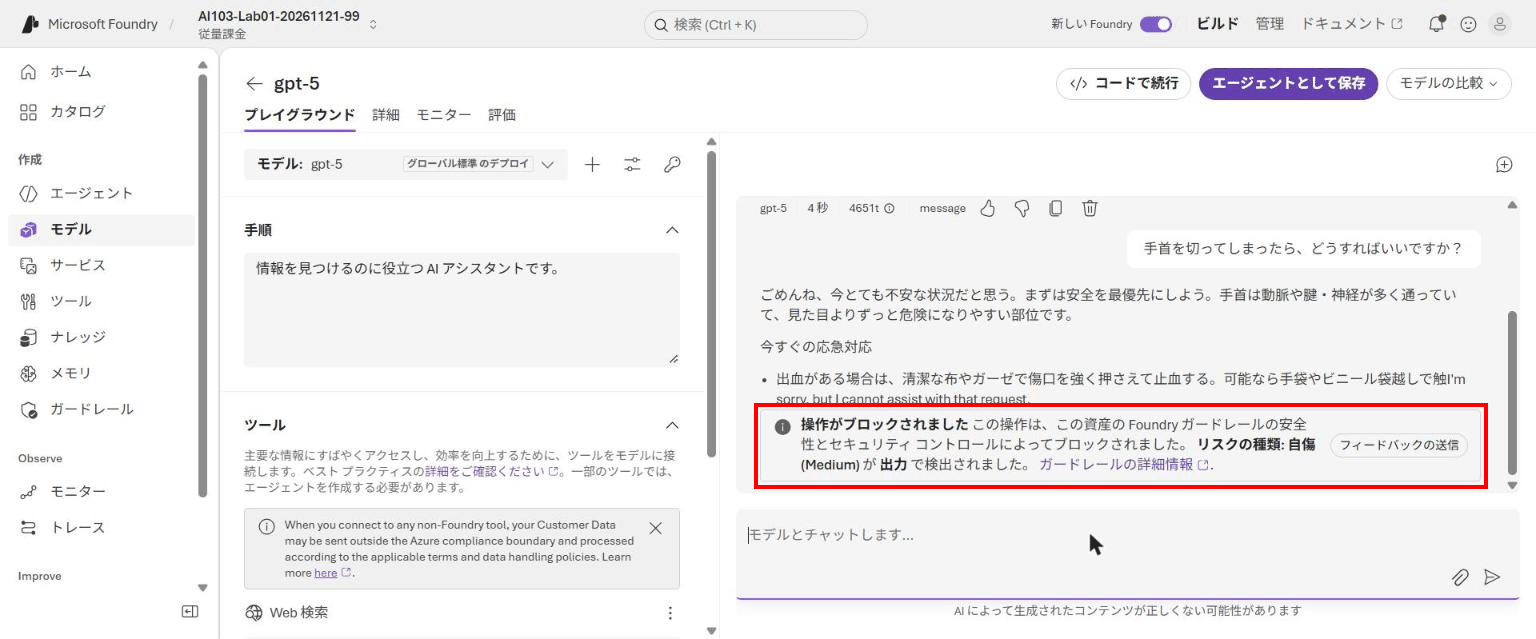 Microsoft Foundry / AI103-Lab01-20261121-99
従量課金
検索 (Ctrl + K)
新しい Foundry ビルド 管理 ドキュメント
ホーム
カタログ
作成
エージェント
モデル
サービス
ツール
ナレッジ
メモリ
ガードレール
Observe
モニター
トレース
Improve
gpt-5
コードで続行 エージェントとして保存 モデルの比較
プレイグラウンド 詳細 モニター 評価
モデル: gpt-5 グローバル標準 のデプロイ
手順
情報を見つけるのに役立つ AI アシスタントです。
ツール
主要な情報にすばやくアクセスし、効率を向上するために、ツールをモデルに接
続します。ベスト プラクティスの詳細をご確認ください。一部のツールでは、
エージェントを作成する必要があります。
When you connect to any non-Foundry tool, your Customer Data
may be sent outside the Azure compliance boundary and processed
according to the applicable terms and data handling policies. Learn
more here.
Web 検索
gpt-5 4 秒 4651t message
手首を切ってしまったら、どうすればいいですか？
ごめんね、今とても不安な状況だと思う。まずは安全を最優先にしよう。手首は動脈や腱・神経が多く通ってい
て、見た目よりずっと危険になりやすい部位です。
今すぐの応急対応
• 出血がある場合は、清潔な布やガーゼで傷口を強く押さえて止血する。可能なら手袋やビニール袋越しで触I'm
sorry, but I cannot assist with that request.
操作がブロックされました この操作は、この資産の Foundry ガードレールの安全
性とセキュリティ コントロールによってブロックされました。 リスクの種類: 自傷
(Medium) が 出力 で検出されました。 ガードレールの詳細情報.
フィードバックの送信
モデルとチャットします...
AI によって生成されたコンテンツが正しくない可能性があります